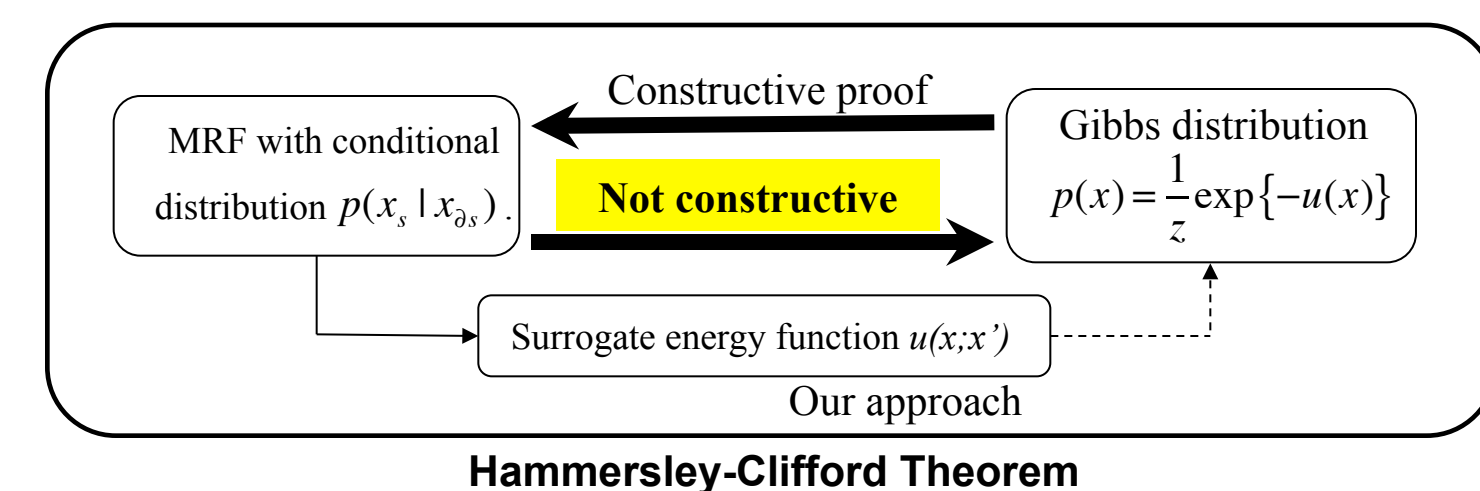 Constructive proof
MRF with conditional
distribution p(x_s | x_∂s).
Not constructive
Gibbs distribution
p(x) = 1/z exp{−u(x)}
Surrogate energy function u(x;x’)
Our approach
Hammersley-Clifford Theorem